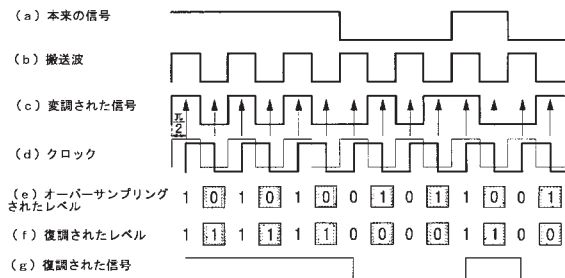 (a)本来の信号
(b)搬送波
(c)変調された信号
π/2
(d)クロック
(e)オーバーサンプリング
されたレベル
1 0 1 0 1 0 0 1 0 1 1 0 0 1
(f)復調されたレベル
1 1 1 1 1 1 0 0 0 0 1 1 0 0
(g)復調された信号